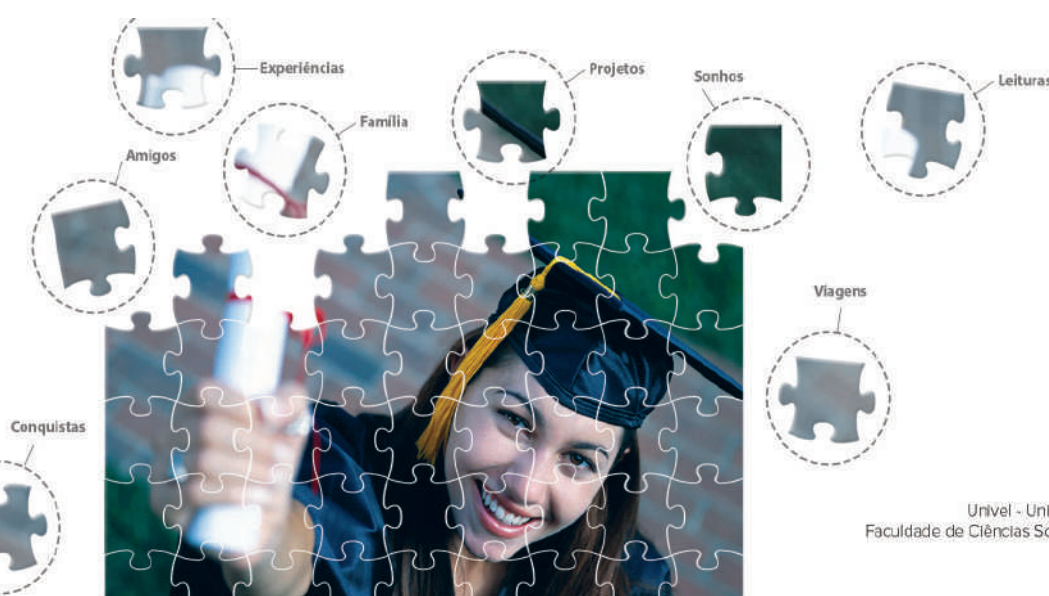 Experiências
Projetos
Sonhos
Leituras
Família
Amigos
Viagens
Conquistas
Univel - Uni
Faculdade de Ciências So